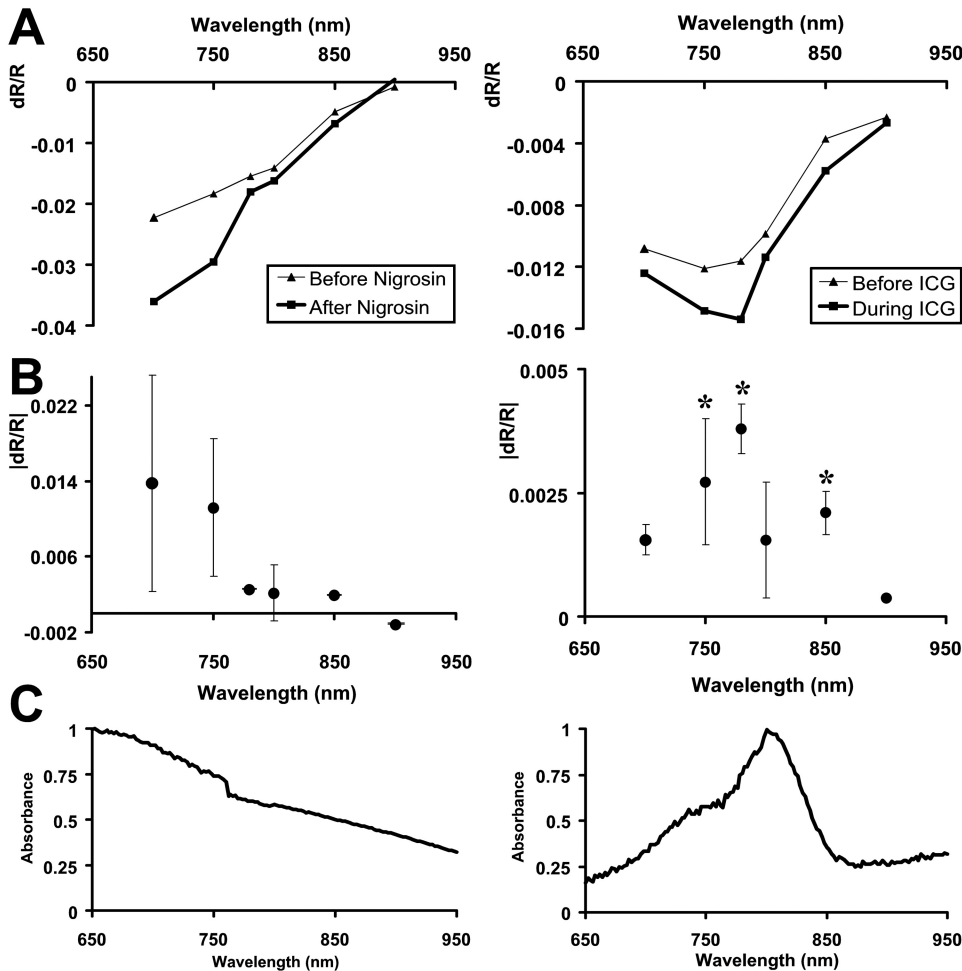 A
Wavelength (nm)
650 750 850 950
dR/R
0
-0.01
-0.02
-0.03
-0.04
Before Nigrosin
After Nigrosin
Wavelength (nm)
650 750 850 950
dR/R
0
-0.004
-0.008
-0.012
-0.016
Before ICG
During ICG
B
|dR/R|
0.022
0.014
0.006
-0.002
650 750 850 950
Wavelength (nm)
|dR/R|
0.005
0.0025
0
* * *
650 750 850 950
Wavelength (nm)
C
Absorbance
1
0.75
0.5
0.25
0
650 750 850 950
Wavelength (nm)
Absorbance
1
0.75
0.5
0.25
0
650 750 850 950
Wavelength (nm)